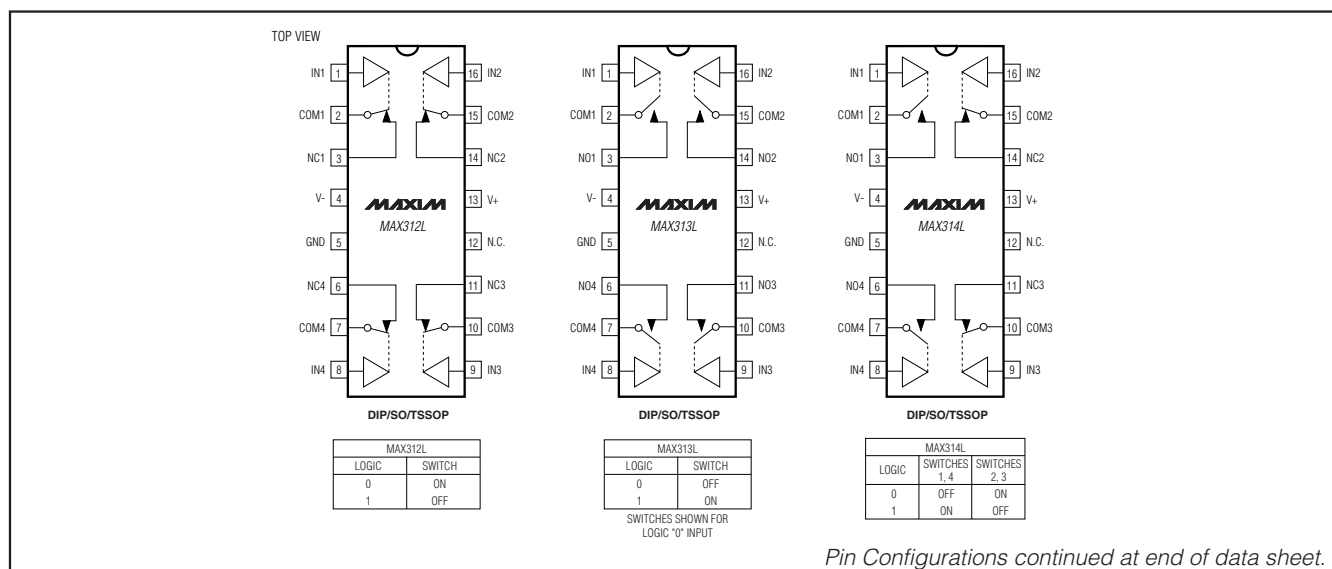 TOP VIEW
IN1 1 16 IN2
COM1 2 15 COM2
NC1 3 14 NC2
V- 4 13 V+
MAXIM
MAX312L
GND 5 12 N.C.
NC4 6 11 NC3
COM4 7 10 COM3
IN4 8 9 IN3
DIP/SO/TSSOP
MAX312L
LOGIC SWITCH
0 ON
1 OFF
IN1 1 16 IN2
COM1 2 15 COM2
NO1 3 14 NO2
V- 4 13 V+
MAXIM
MAX313L
GND 5 12 N.C.
NO4 6 11 NO3
COM4 7 10 COM3
IN4 8 9 IN3
DIP/SO/TSSOP
MAX313L
LOGIC SWITCH
0 OFF
1 ON
SWITCHES SHOWN FOR
LOGIC "0" INPUT
IN1 1 16 IN2
COM1 2 15 COM2
NO1 3 14 NC2
V- 4 13 V+
MAXIM
MAX314L
GND 5 12 N.C.
NO4 6 11 NC3
COM4 7 10 COM3
IN4 8 9 IN3
DIP/SO/TSSOP
MAX314L
LOGIC SWITCHES 1, 4 SWITCHES 2, 3
0 OFF ON
1 ON OFF
Pin Configurations continued at end of data sheet.